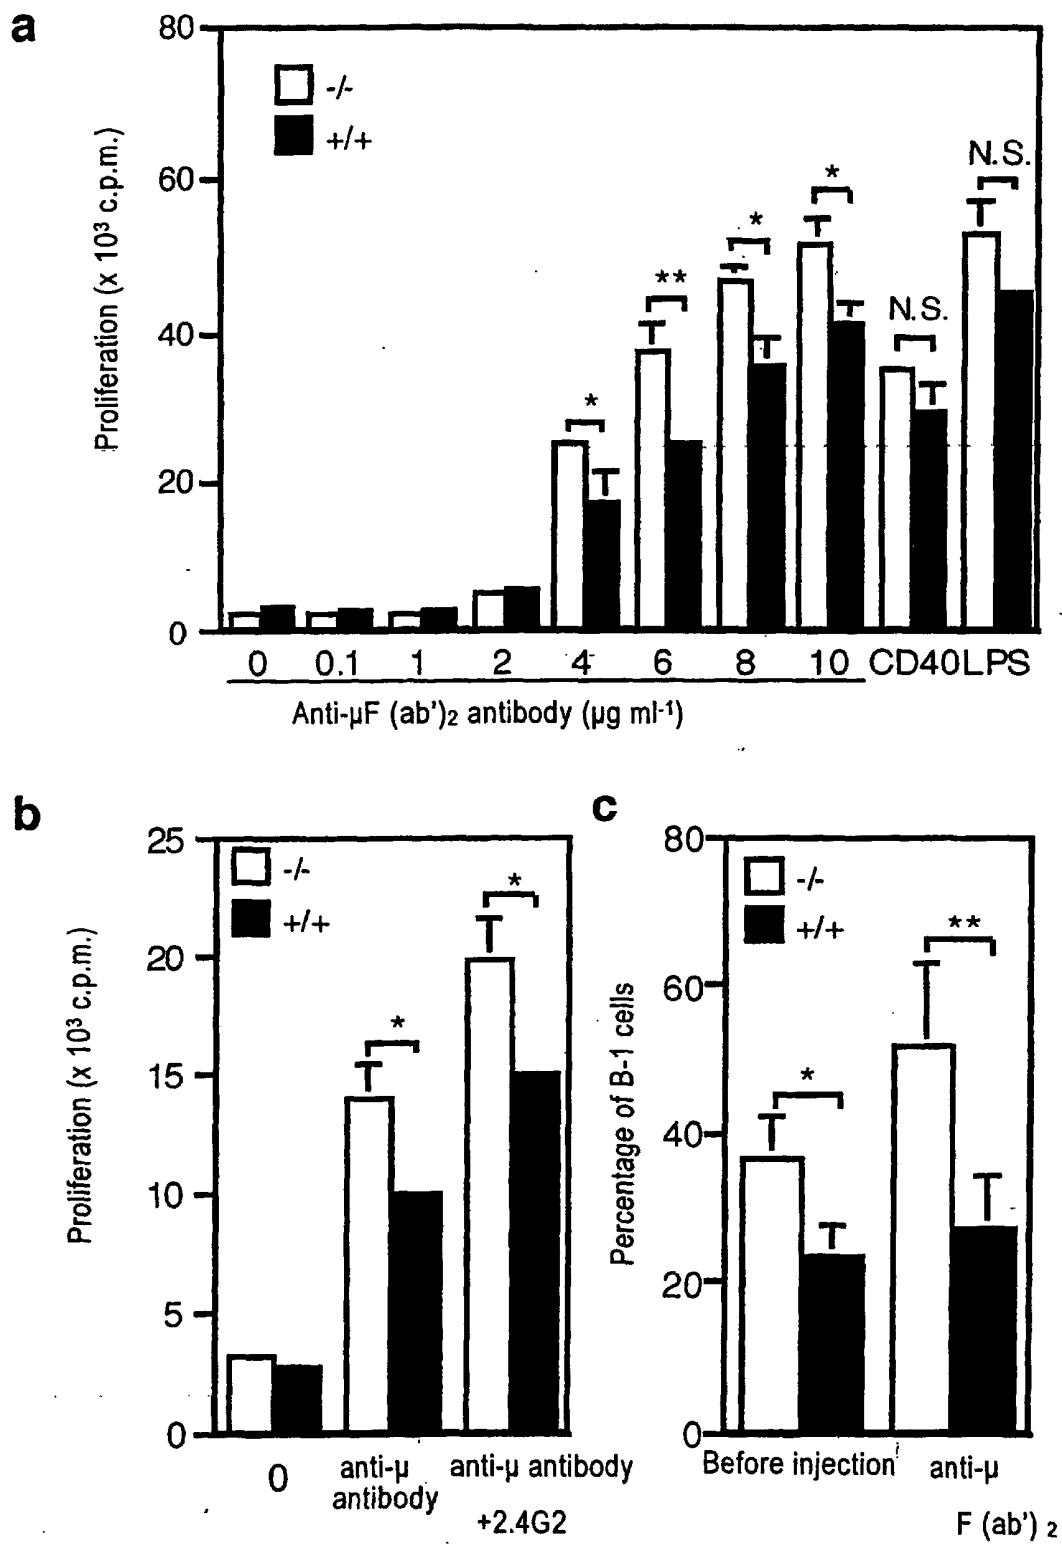 a
80
60
40
20
0
Proliferation (x 10³ c.p.m.)
-/-
+/+
*
**
*
*
N.S.
N.S.
0 0.1 1 2 4 6 8 10 CD40LPS
Anti-µF (ab')₂ antibody (µg ml⁻¹)
b
25
20
15
10
5
0
Proliferation (x 10³ c.p.m.)
-/-
+/+
*
*
0 anti-µ antibody anti-µ antibody
+2.4G2
c
80
60
40
20
0
Percentage of B-1 cells
-/-
+/+
*
**
Before injection anti-µ
F (ab') ₂